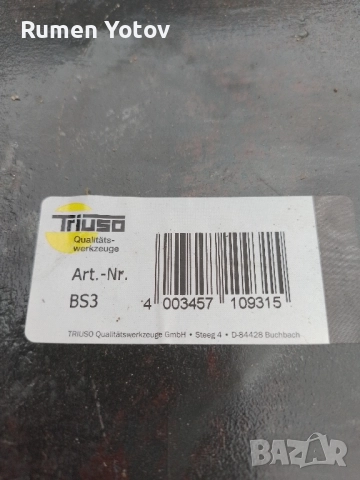 Rumen Yotov
TRIUSO
Qualitäts-
werkzeuge
Art.-Nr.
BS3
4 003457 109315
TRIUSO Qualitätswerkzeuge GmbH • Steeg 4 • D-84428 Buchbach
BAZAR